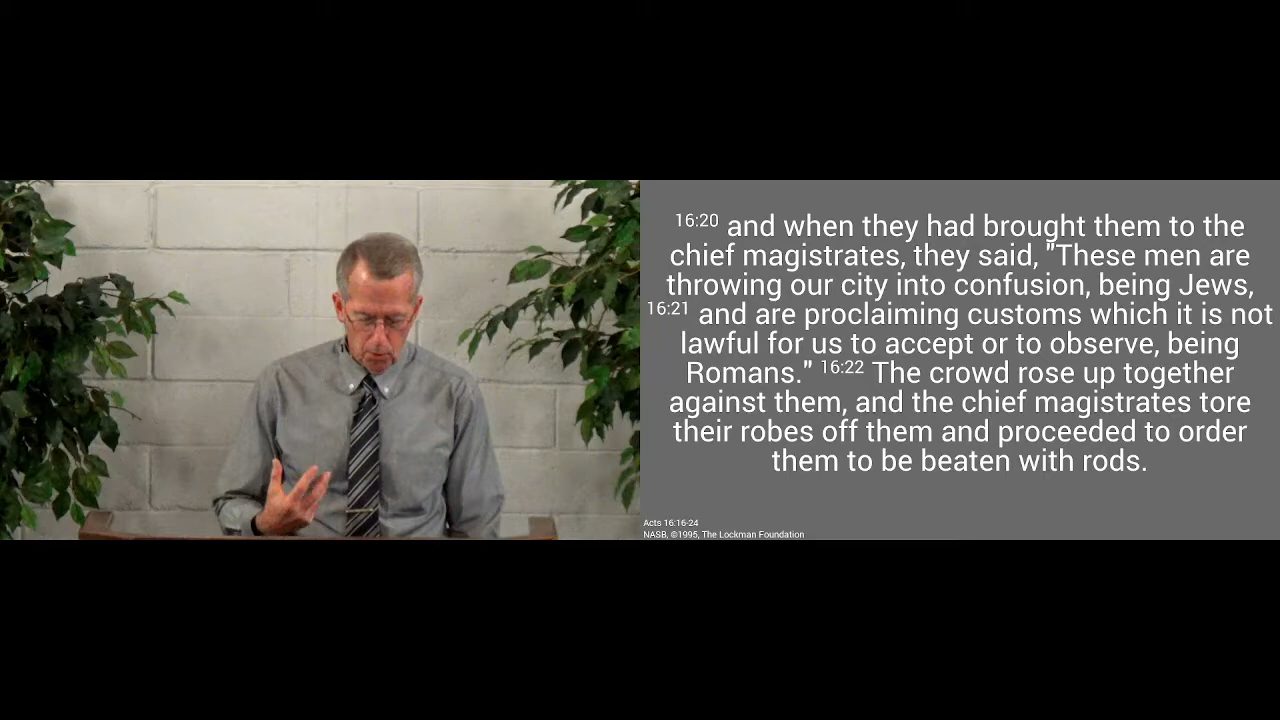 16:20 and when they had brought them to the
chief magistrates, they said, "These men are
throwing our city into confusion, being Jews,
16:21 and are proclaiming customs which it is not
lawful for us to accept or to observe, being
Romans." 16:22 The crowd rose up together
against them, and the chief magistrates tore
their robes off them and proceeded to order
them to be beaten with rods.
Acts 16:16-24
NASB, ©1995, The Lockman Foundation